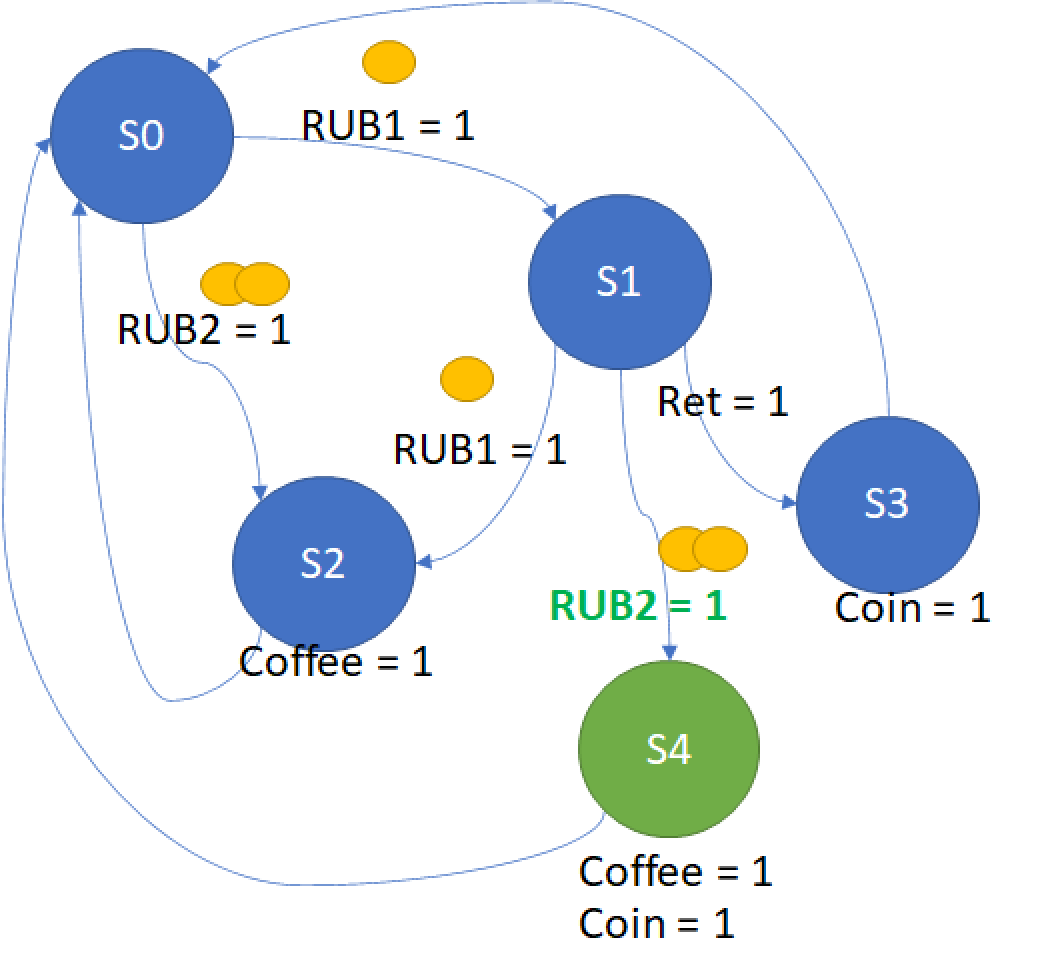 RUB1 = 1
S0
S1
RUB2 = 1
Ret = 1
RUB1 = 1
S3
S2
RUB2 = 1
Coin = 1
Coffee = 1
S4
Coffee = 1
Coin = 1